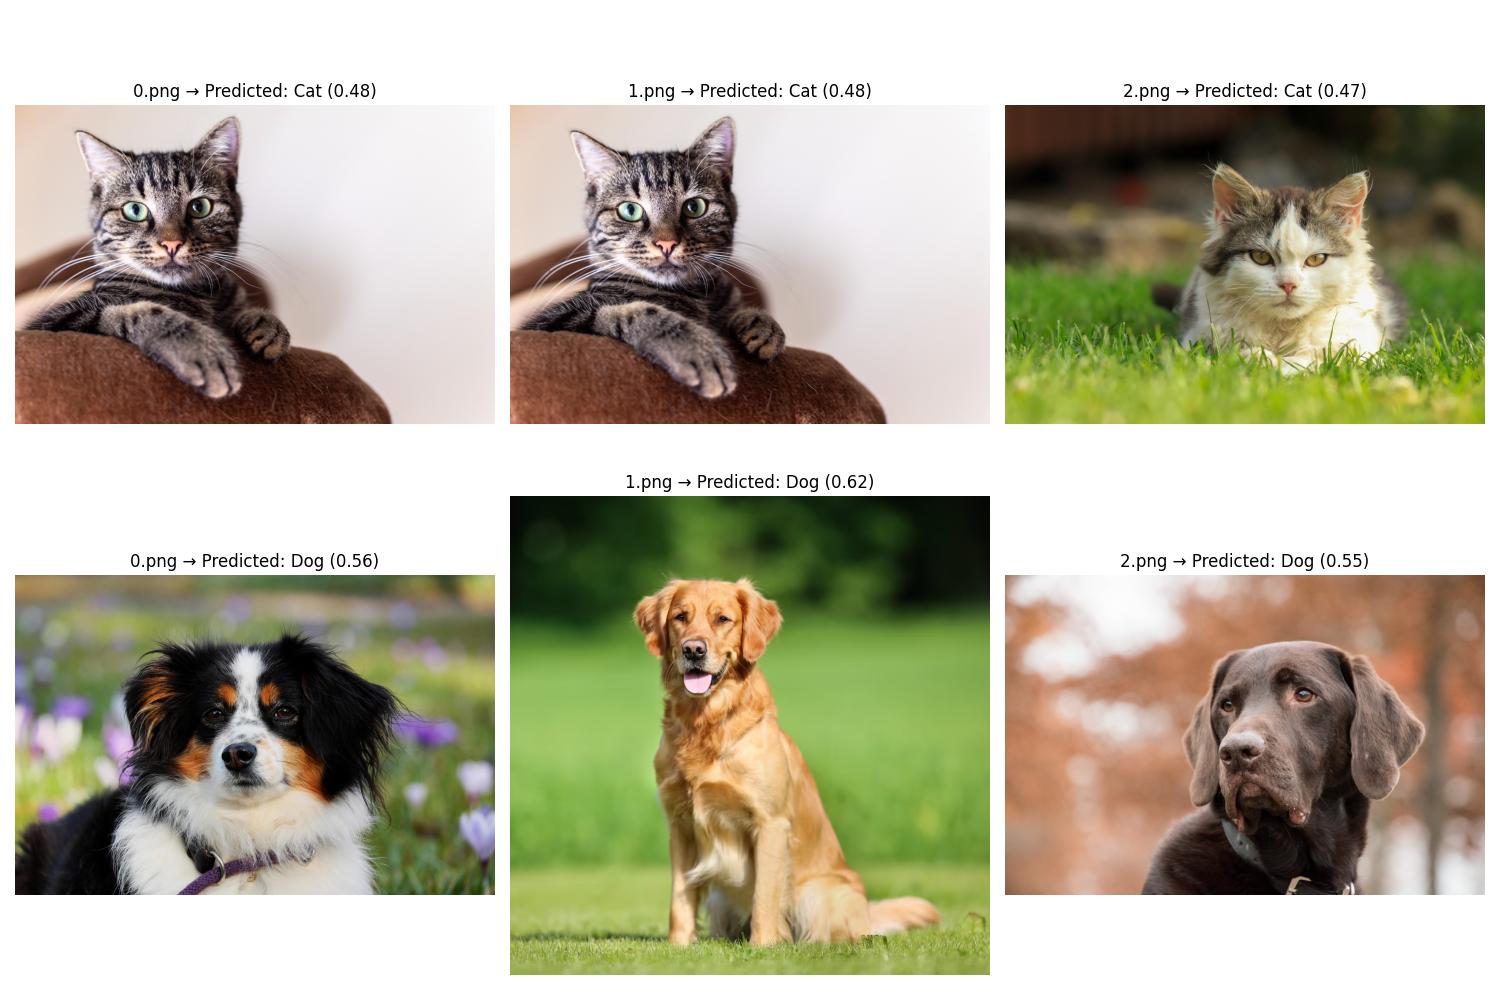 0.png → Predicted: Cat (0.48)
1.png → Predicted: Cat (0.48)
2.png → Predicted: Cat (0.47)
1.png → Predicted: Dog (0.62)
0.png → Predicted: Dog (0.56)
2.png → Predicted: Dog (0.55)